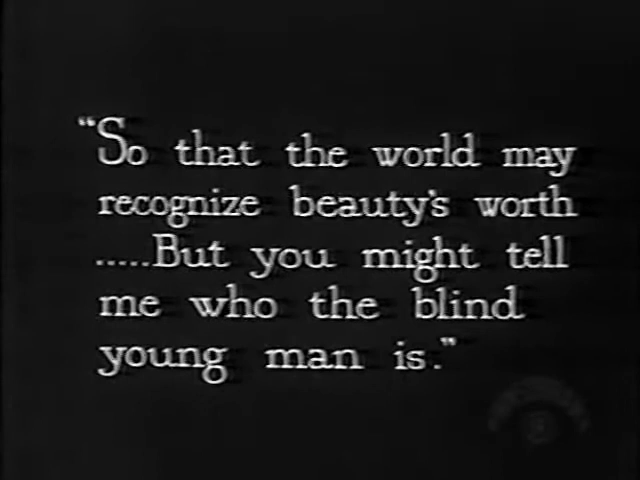 “So that the world may
recognize beauty's worth
.....But you might tell
me who the blind
young man is.”